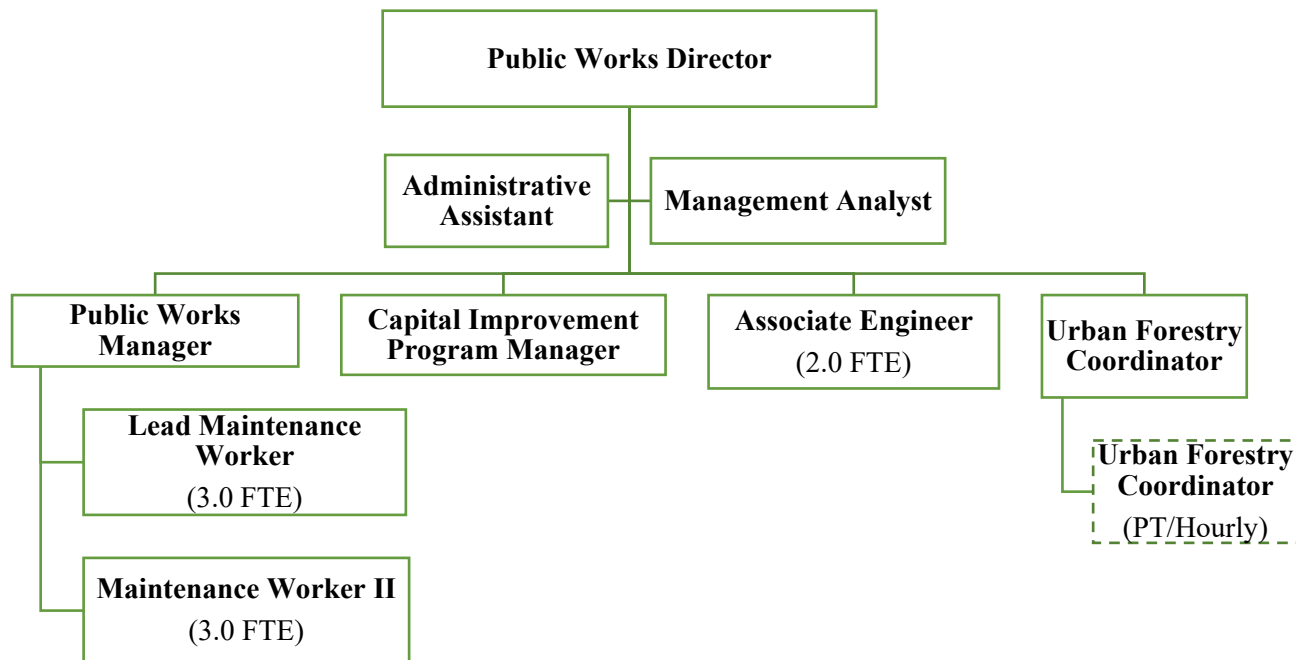 Public Works Director
Administrative
Assistant
Management Analyst
Public Works
Manager
Capital Improvement
Program Manager
Associate Engineer
(2.0 FTE)
Urban Forestry
Coordinator
Lead Maintenance
Worker
(3.0 FTE)
Urban Forestry
Coordinator
(PT/Hourly)
Maintenance Worker II
(3.0 FTE)